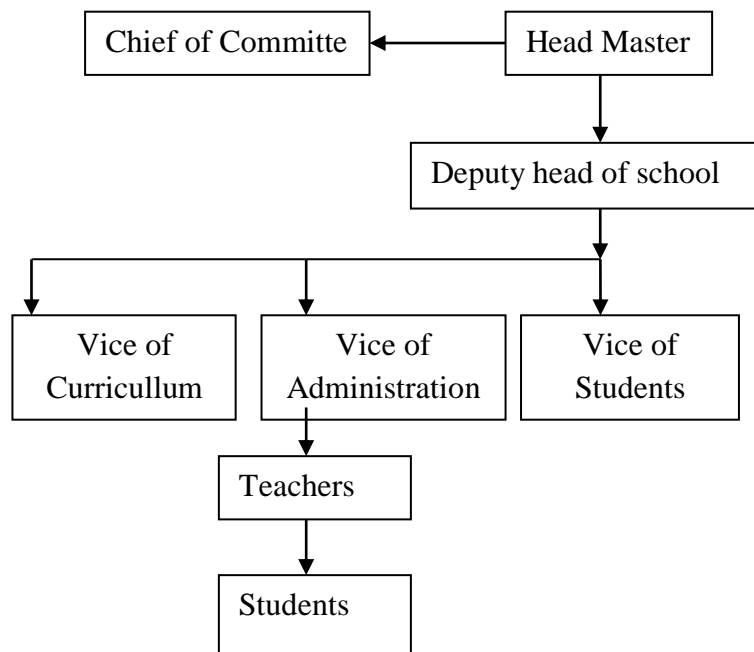 Chief of Committe
Head Master
Deputy head of school
Vice of
Curricullum
Vice of
Administration
Vice of
Students
Teachers
Students